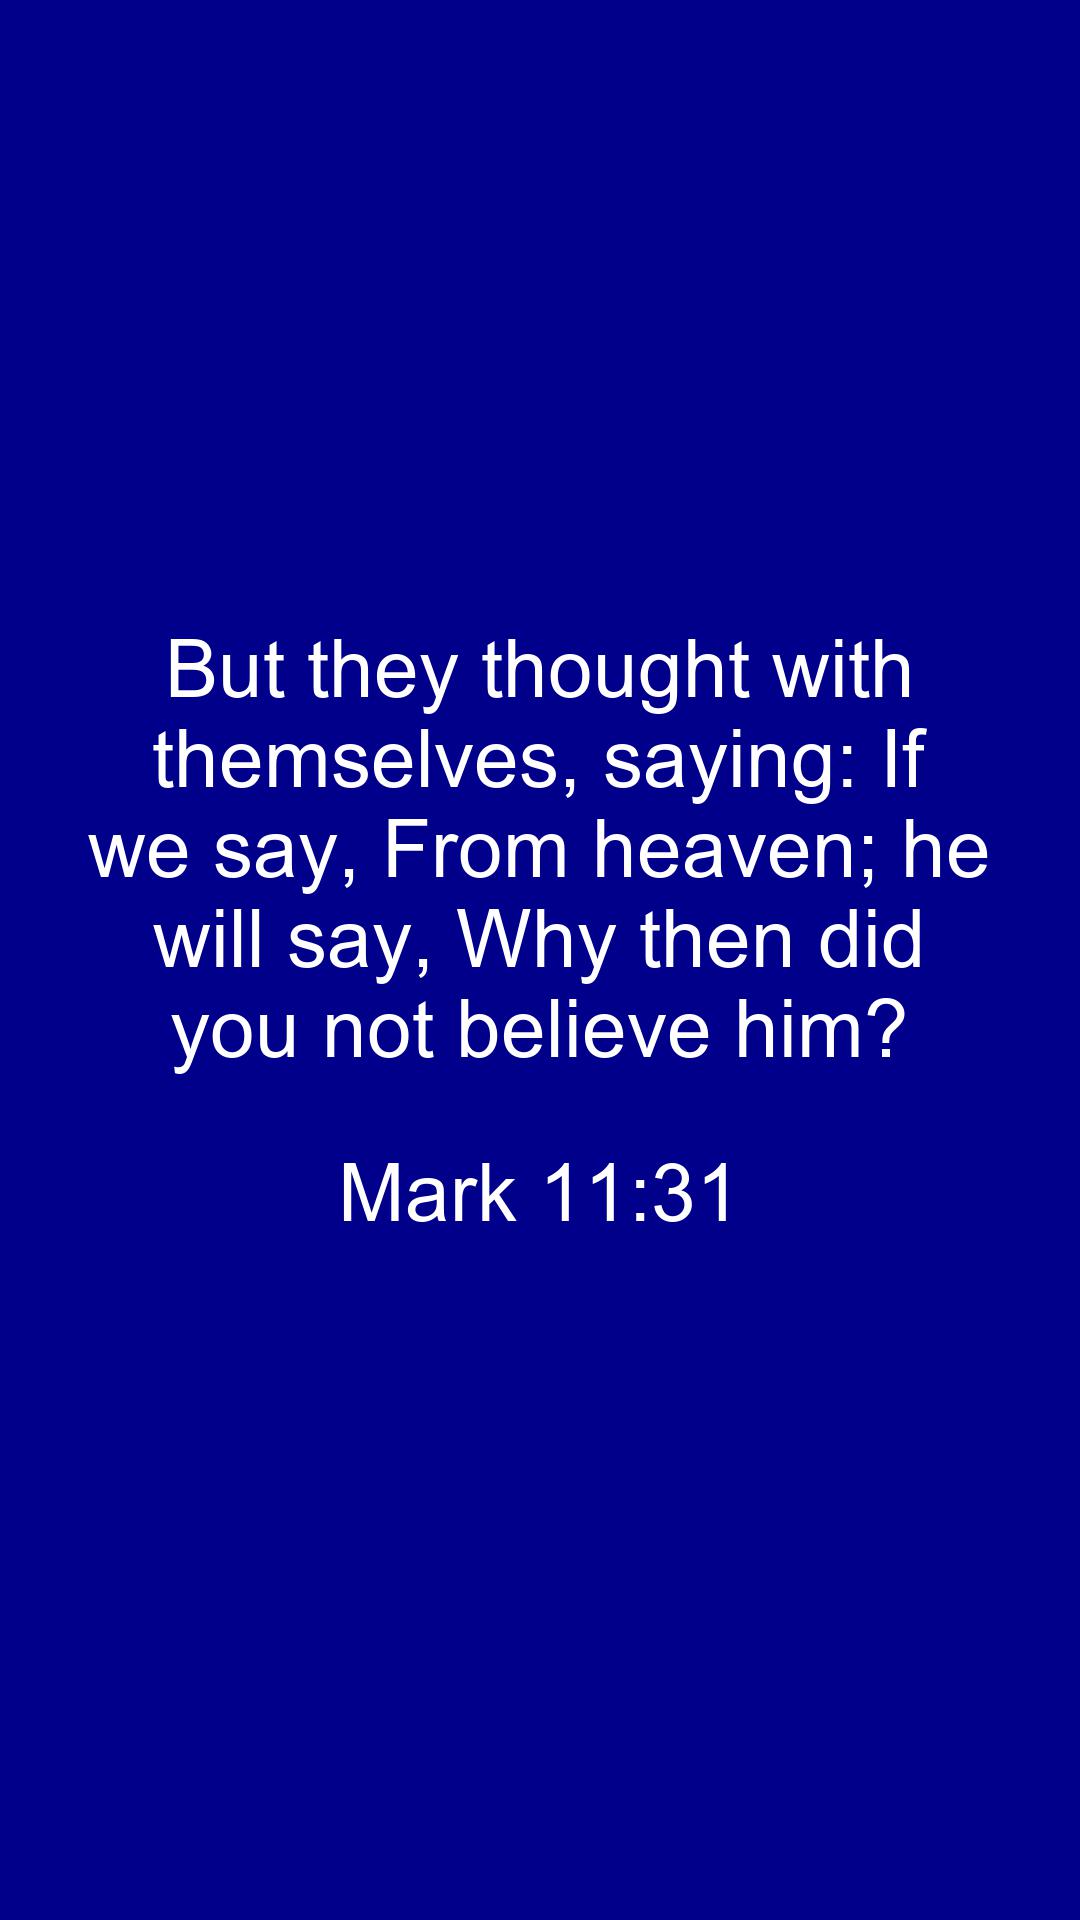 But they thought with
themselves, saying: If
we say, From heaven; he
will say, Why then did
you not believe him?
Mark 11:31